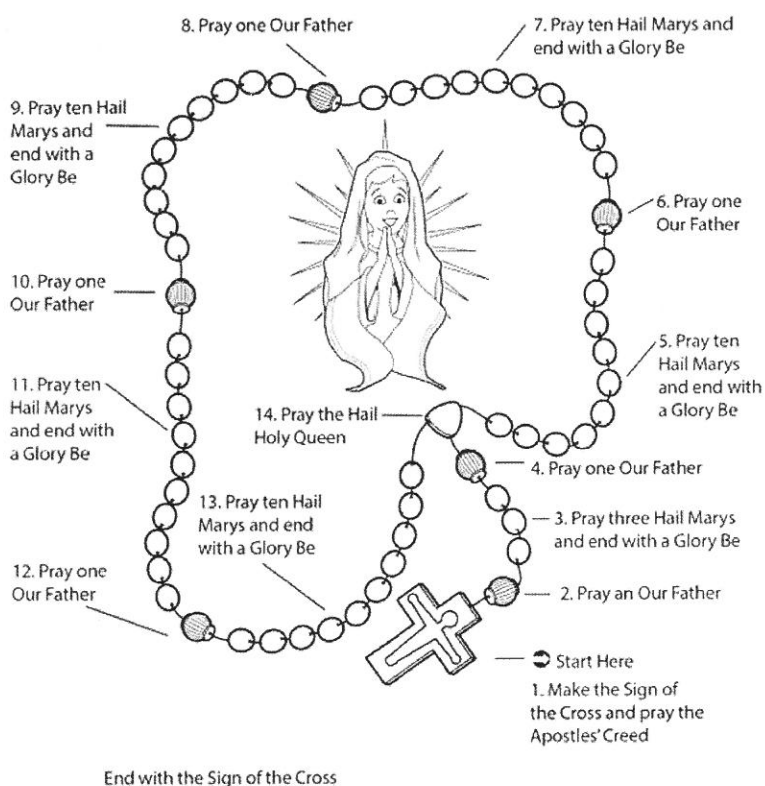 8. Pray one Our Father
7. Pray ten Hail Marys and
end with a Glory Be
9. Pray ten Hail
Marys and
end with a
Glory Be
6. Pray one
Our Father
10. Pray one
Our Father
5. Pray ten
Hail Marys
and end with
a Glory Be
11. Pray ten
Hail Marys
and end with
a Glory Be
14. Pray the Hail
Holy Queen
4. Pray one Our Father
13. Pray ten Hail
Marys and end
with a Glory Be
3. Pray three Hail Marys
and end with a Glory Be
12. Pray one
Our Father
2. Pray an Our Father
Start Here
1. Make the Sign of
the Cross and pray the
Apostles' Creed
End with the Sign of the Cross